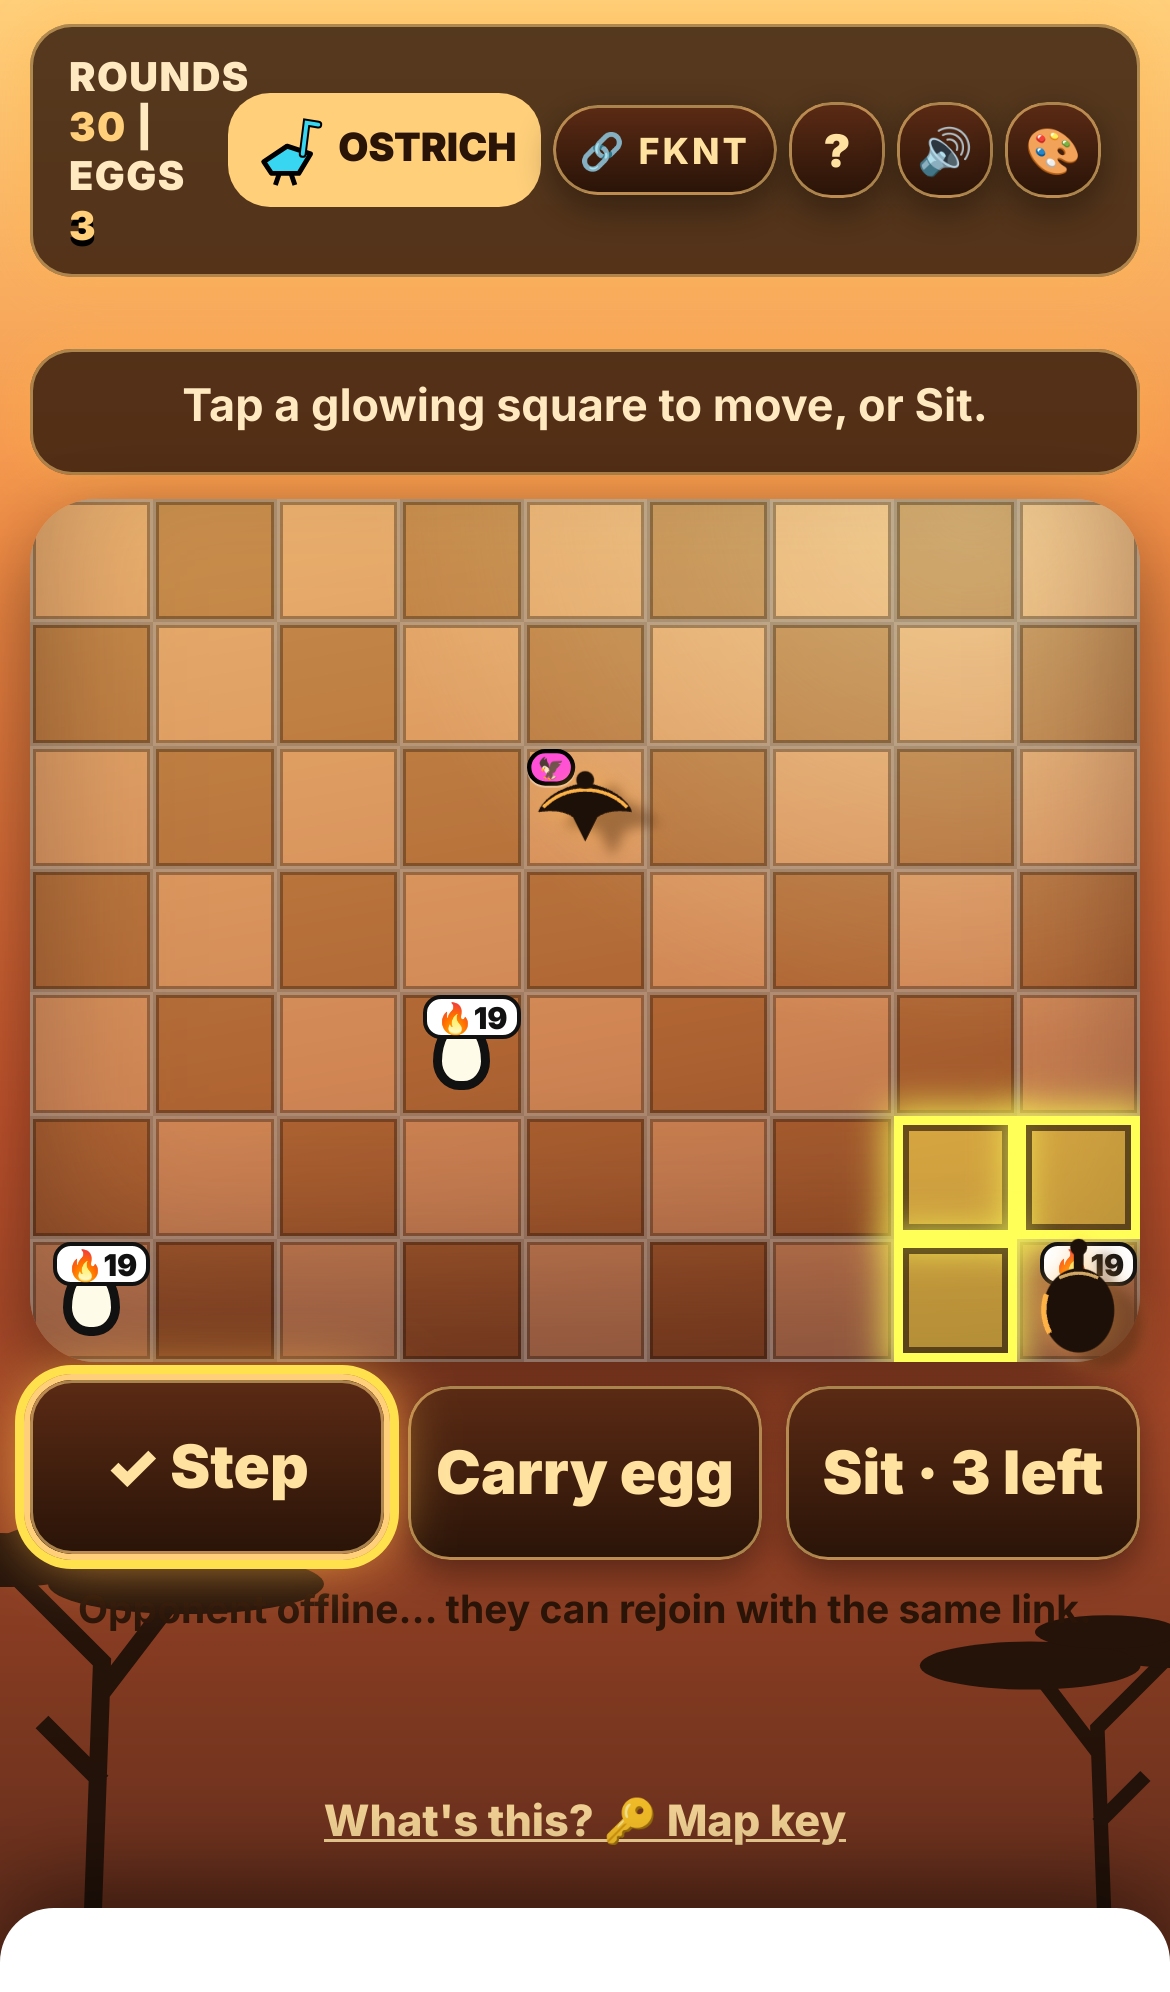 ROUNDS
30 |
EGGS
3
OSTRICH
FKNT
?
Tap a glowing square to move, or Sit.
19
19
19
✓ Step
Carry egg
Sit · 3 left
Opponent offline... they can rejoin with the same link
What's this? 🔑 Map key